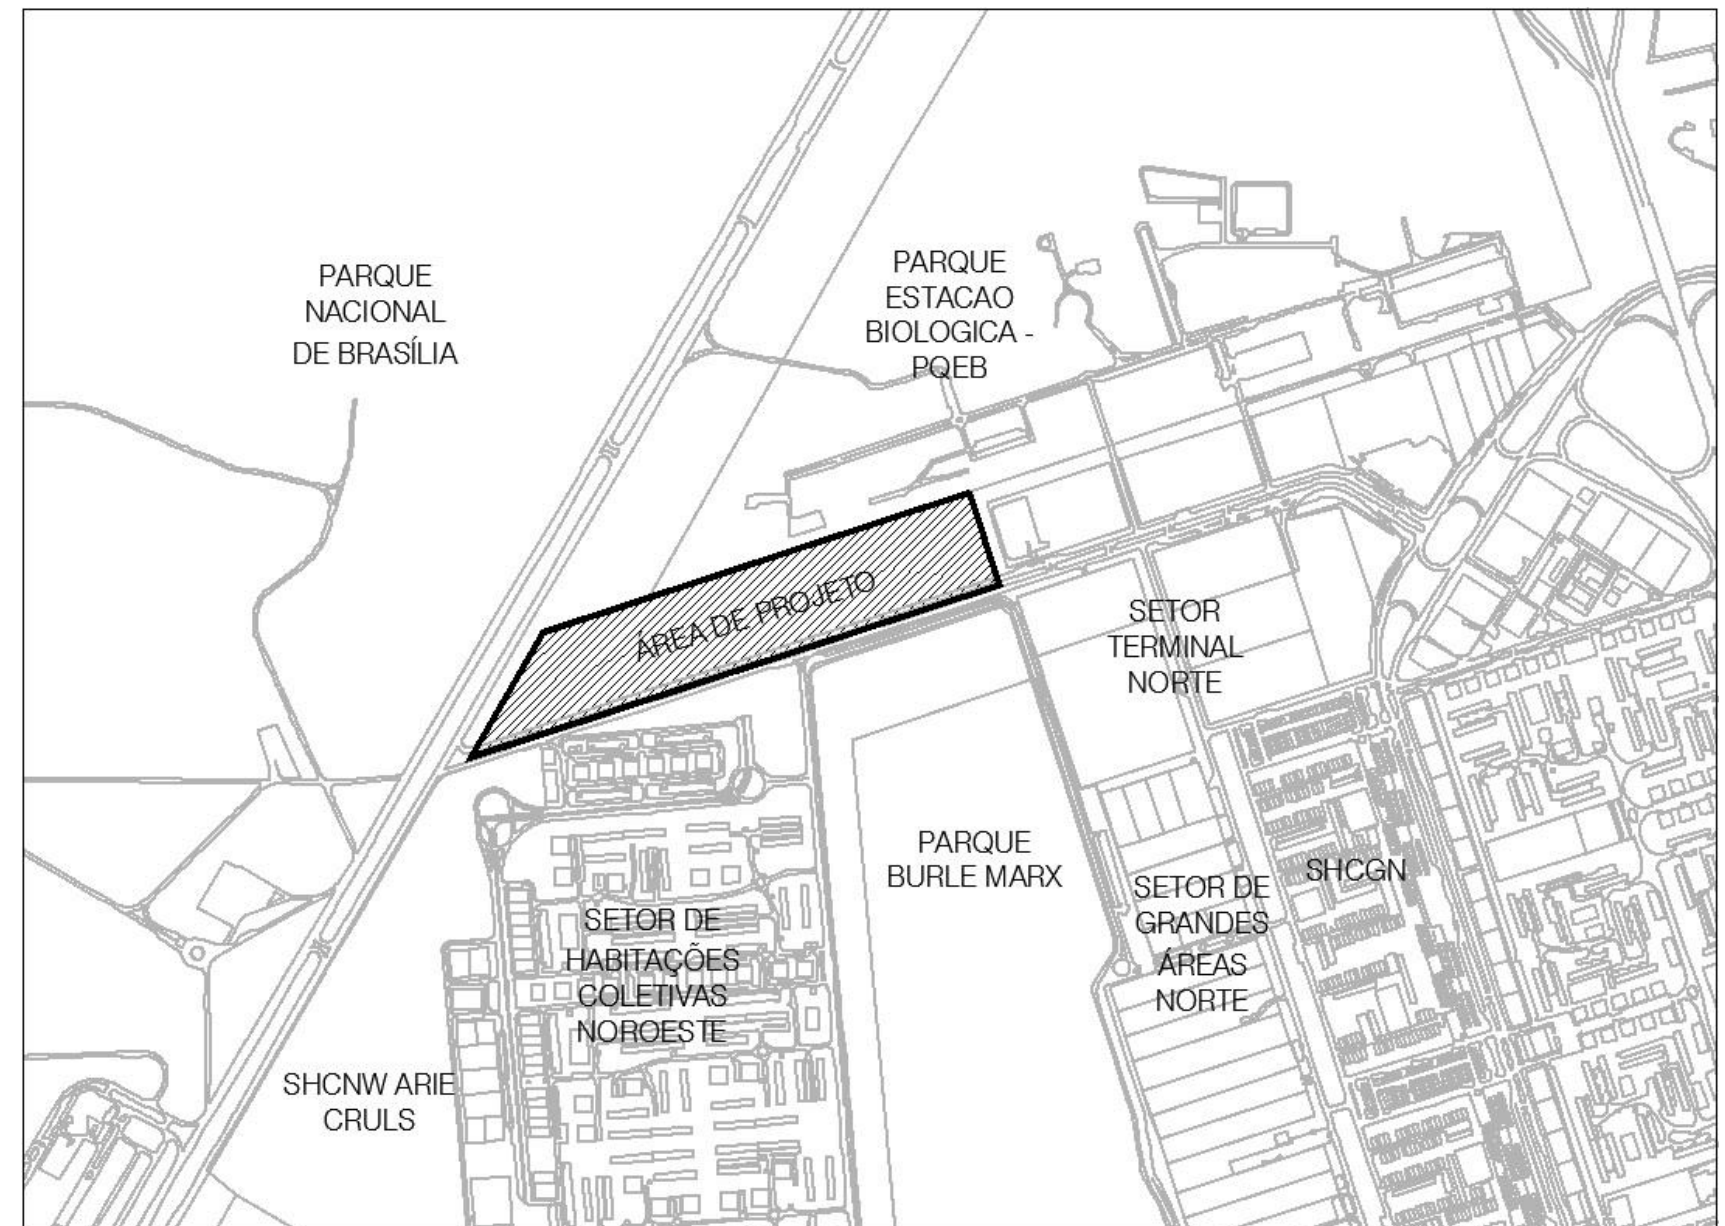 PARQUE
NACIONAL
DE BRASÍLIA
PARQUE
ESTACAO
BIOLOGICA -
PQEB
ÁREA DE PROJETO
SETOR
TERMINAL
NORTE
PARQUE
BURLE MARX
SETOR DE
GRANDES
ÁREAS
NORTE
SHCGN
SETOR DE
HABITAÇÕES
COLETIVAS
NOROESTE
SHCNW ARIE
CRULS